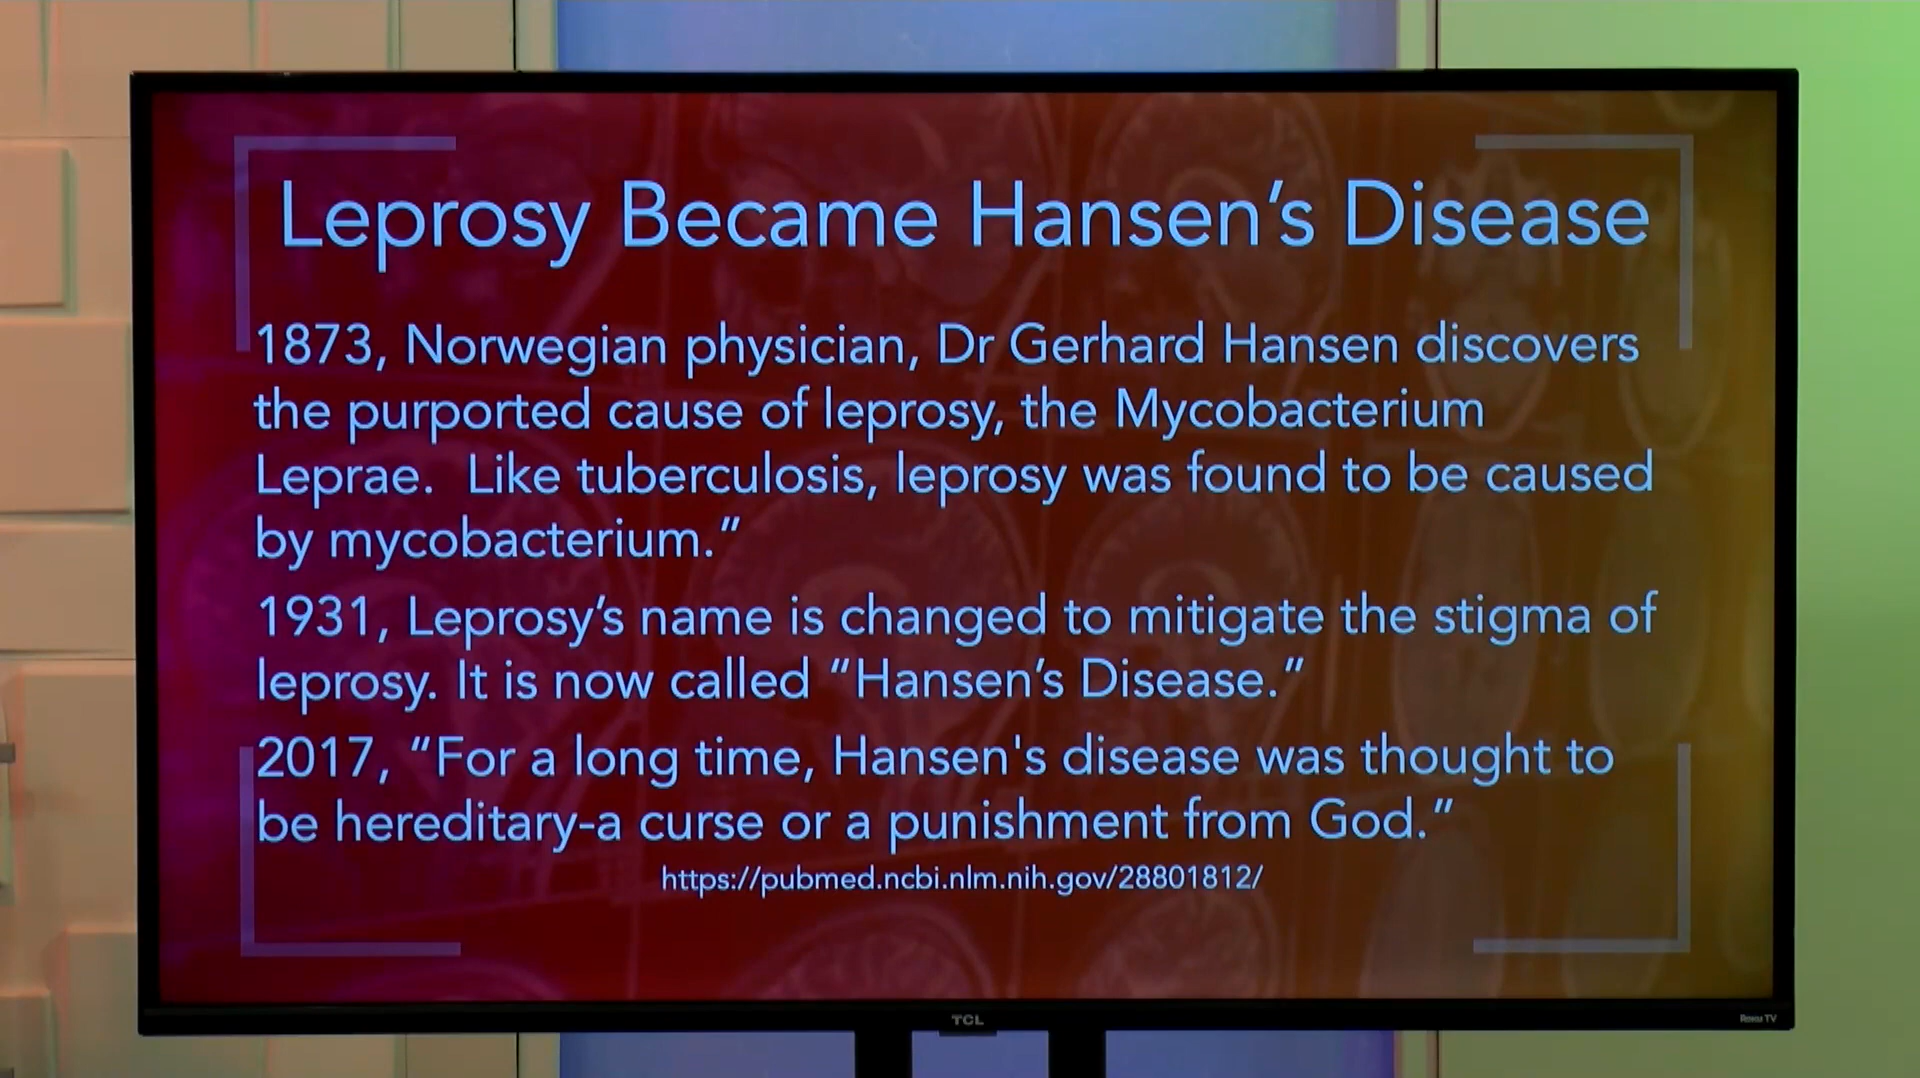 Leprosy Became Hansen’s Disease
1873, Norwegian physician, Dr Gerhard Hansen discovers
the purported cause of leprosy, the Mycobacterium
Leprae.  Like tuberculosis, leprosy was found to be caused
by mycobacterium.”
1931, Leprosy’s name is changed to mitigate the stigma of
leprosy. It is now called “Hansen’s Disease.”
2017, “For a long time, Hansen's disease was thought to
be hereditary-a curse or a punishment from God.”
https://pubmed.ncbi.nlm.nih.gov/28801812/
TCL
Roku TV